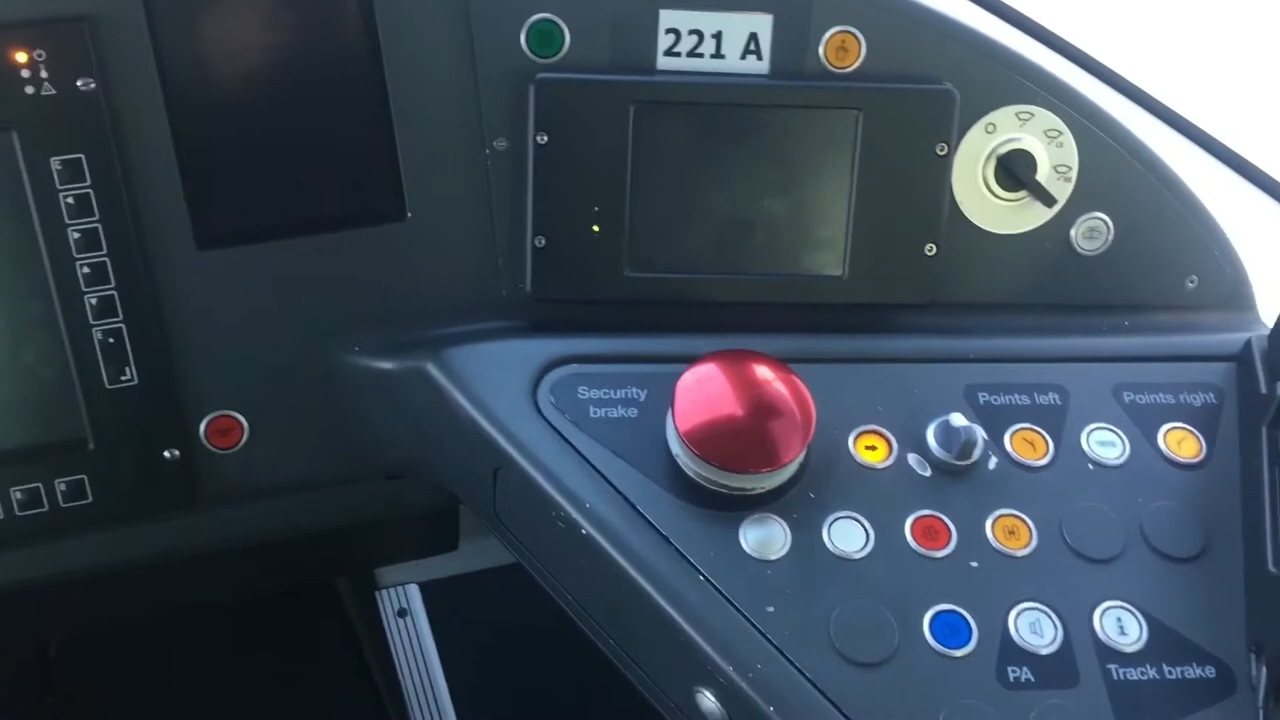 221 A
Security
brake
Points left
Points right
PA
Track brake